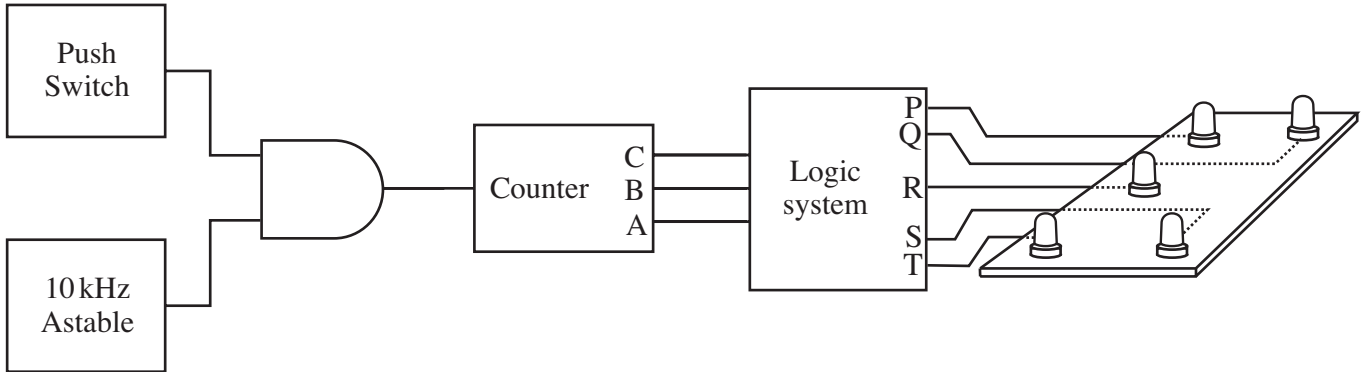 Push
Switch
10 kHz
Astable
Counter
C
B
A
Logic
system
P
Q
R
S
T